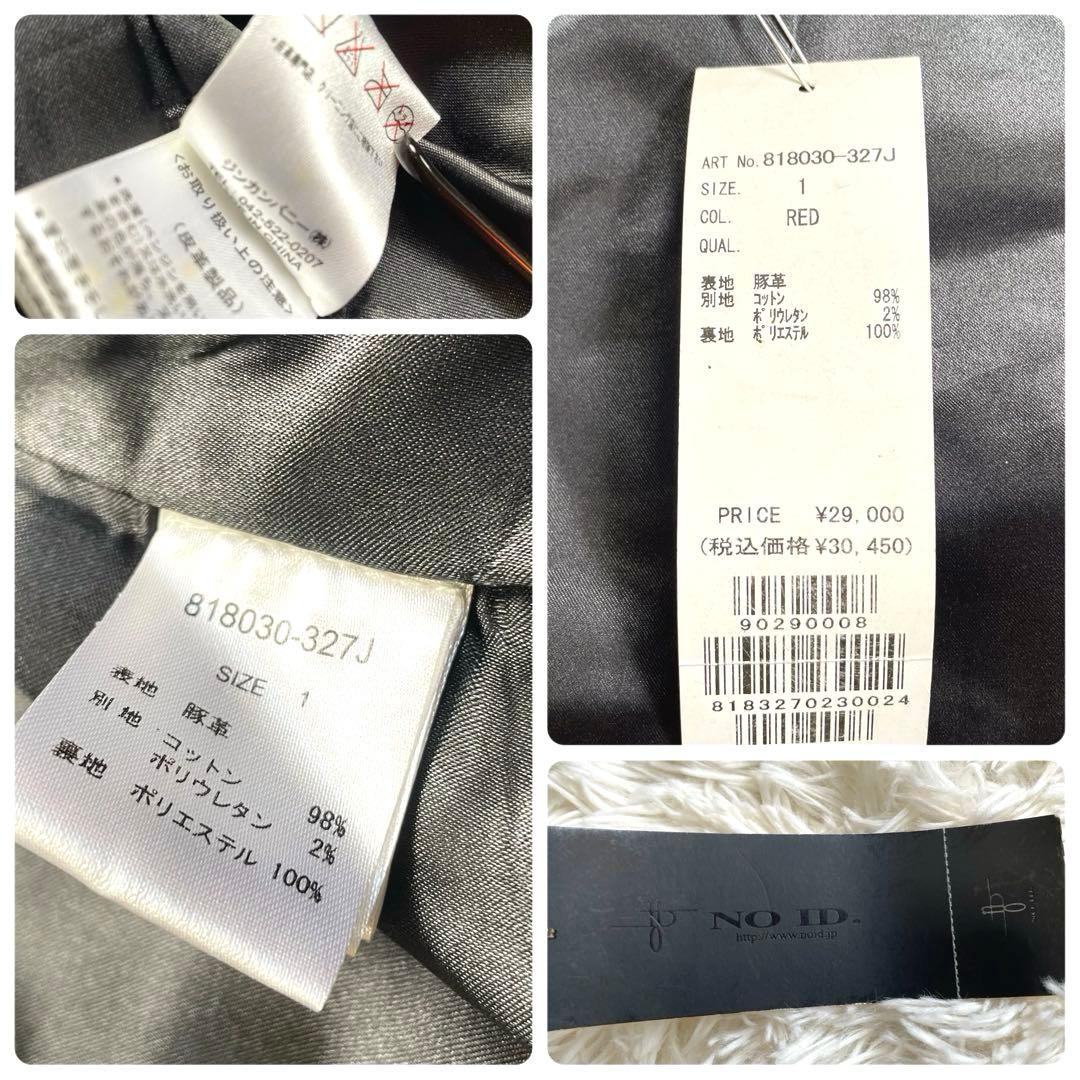 ジンカンパニー(株)
TEL. 042-522-0207
<お取り扱い上の注意>
(皮革製品)
ART No. 818030-327J
SIZE. 1
COL. RED
QUAL.
表地 豚革
別地 コットン 98%
ポリウレタン 2%
裏地 ポリエステル 100%
PRICE ¥29,000
(税込価格¥30,450)
90290008
8183270230024
818030-327J
SIZE 1
表地 豚革
別地 コットン 98%
ポリウレタン 2%
裏地 ポリエステル 100%
NO ID.
http://www.noid.jp
NO ID.